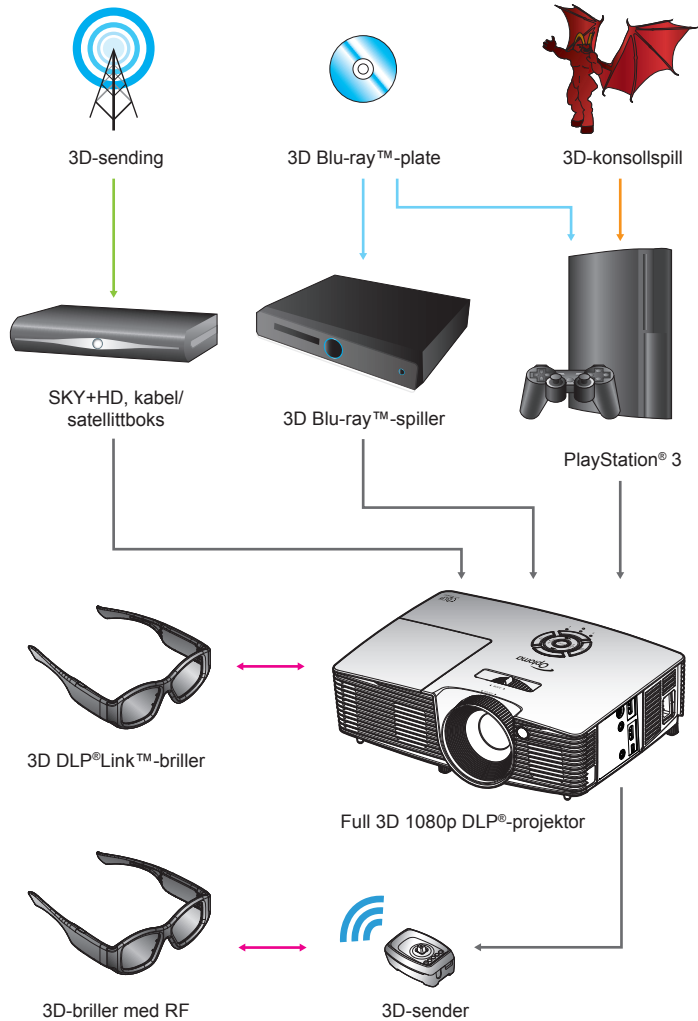 3D-sending
3D Blu-ray™-plate
3D-konsollspill
SKY+HD, kabel/
satellittboks
3D Blu-ray™-spiller
PlayStation® 3
Optoma
3D DLP®Link™-briller
Full 3D 1080p DLP®-projektor
3D-briller med RF
3D-sender